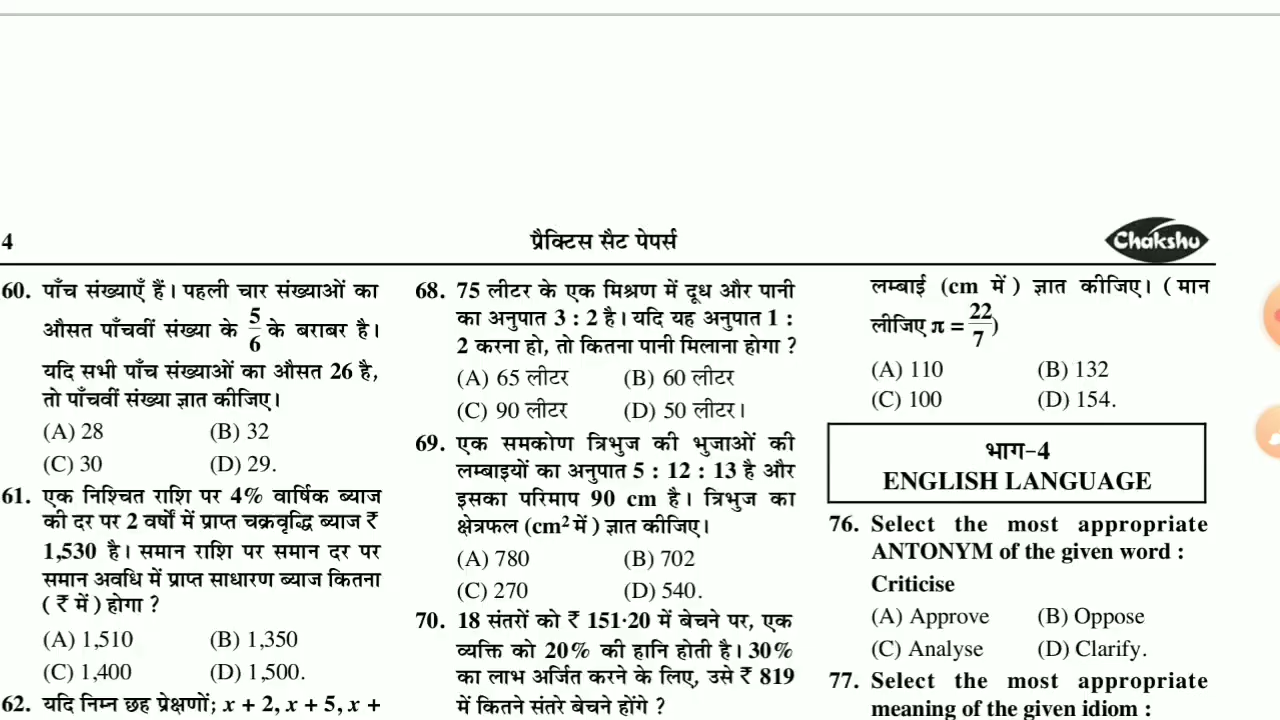 4
प्रैक्टिस सैट पेपर्स
Chakshu
60. पाँच संख्याएँ हैं। पहली चार संख्याओं का
औसत पाँचवीं संख्या के 5/6 के बराबर है।
यदि सभी पाँच संख्याओं का औसत 26 है,
तो पाँचवीं संख्या ज्ञात कीजिए।
(A) 28 (B) 32
(C) 30 (D) 29.
61. एक निश्चित राशि पर 4% वार्षिक ब्याज
की दर पर 2 वर्षों में प्राप्त चक्रवृद्धि ब्याज ₹
1,530 है। समान राशि पर समान दर पर
समान अवधि में प्राप्त साधारण ब्याज कितना
(₹ में) होगा ?
(A) 1,510 (B) 1,350
(C) 1,400 (D) 1,500.
62. यदि निम्न छह प्रेक्षणों; x + 2, x + 5, x +
68. 75 लीटर के एक मिश्रण में दूध और पानी
का अनुपात 3 : 2 है। यदि यह अनुपात 1 :
2 करना हो, तो कितना पानी मिलाना होगा ?
(A) 65 लीटर (B) 60 लीटर
(C) 90 लीटर (D) 50 लीटर।
69. एक समकोण त्रिभुज की भुजाओं की
लम्बाइयों का अनुपात 5 : 12 : 13 है और
इसका परिमाप 90 cm है। त्रिभुज का
क्षेत्रफल (cm² में) ज्ञात कीजिए।
(A) 780 (B) 702
(C) 270 (D) 540.
70. 18 संतरों को ₹ 151·20 में बेचने पर, एक
व्यक्ति को 20% की हानि होती है। 30%
का लाभ अर्जित करने के लिए, उसे ₹ 819
में कितने संतरे बेचने होंगे ?
लम्बाई (cm में) ज्ञात कीजिए। (मान
लीजिए π = 22/7)
(A) 110 (B) 132
(C) 100 (D) 154.
भाग-4
ENGLISH LANGUAGE
76. Select the most appropriate
ANTONYM of the given word :
Criticise
(A) Approve (B) Oppose
(C) Analyse (D) Clarify.
77. Select the most appropriate
meaning of the given idiom :